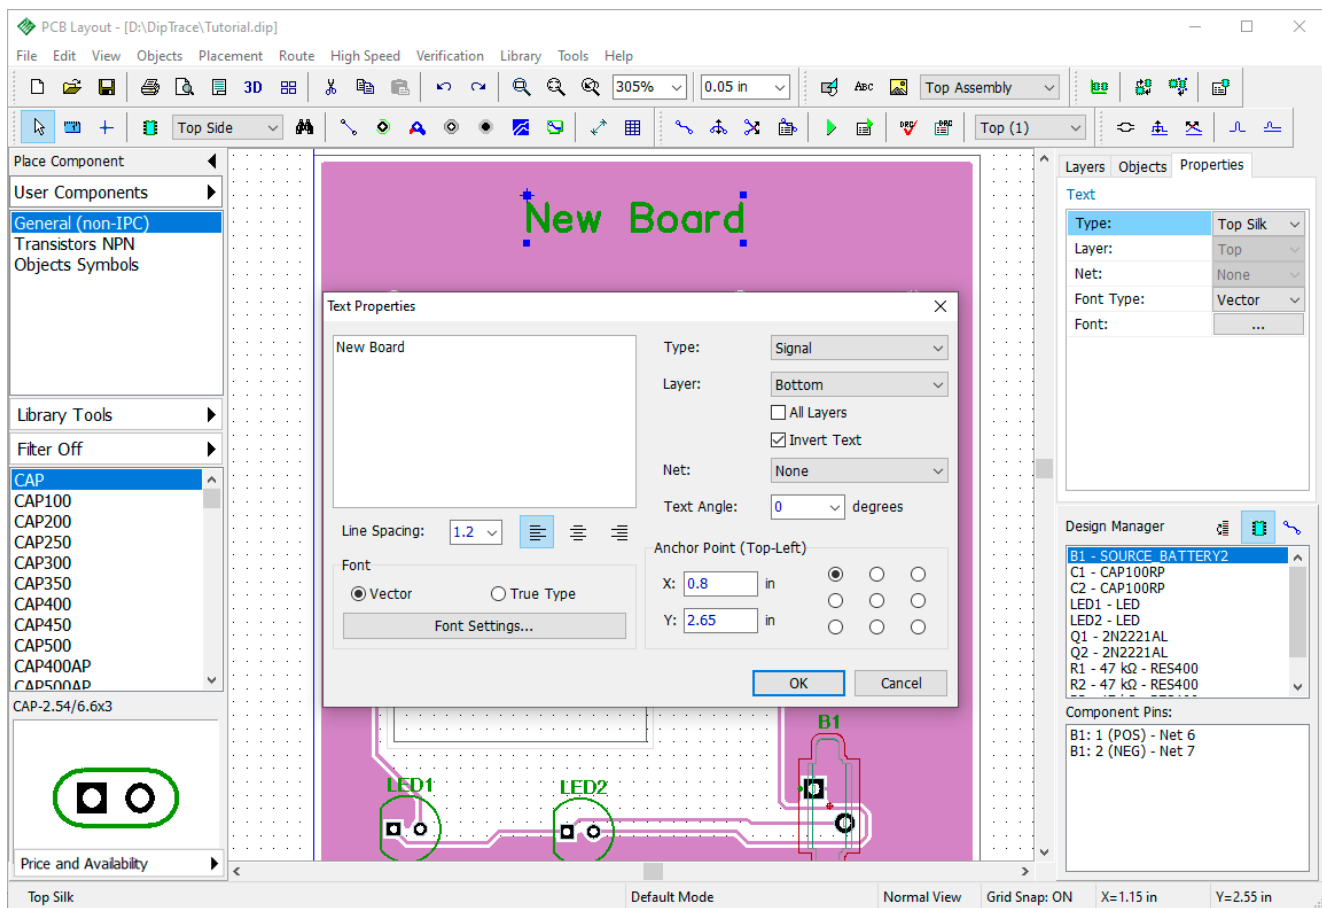 PCB Layout - [D:\DipTrace\Tutorial.dip]
File Edit View Objects Placement Route High Speed Verification Library Tools Help
3D 305% 0.05 in ABC Top Assembly
Top Side DRC DRC Top (1)
Place Component
User Components
General (non-IPC)
Transistors NPN
Objects Symbols
Library Tools
Filter Off
CAP
CAP100
CAP200
CAP250
CAP300
CAP350
CAP400
CAP450
CAP500
CAP400AP
CAP500AP
CAP-2.54/6.6x3
Price and Availability
New Board
Text Properties
New Board
Line Spacing: 1.2
Font
Vector True Type
Font Settings...
Type: Signal
Layer: Bottom
All Layers
Invert Text
Net: None
Text Angle: 0 degrees
Anchor Point (Top-Left)
X: 0.8 in
Y: 2.65 in
OK Cancel
B1
LED1 LED2
Layers Objects Properties
Text
Type: Top Silk
Layer: Top
Net: None
Font Type: Vector
Font: ...
Design Manager
B1 - SOURCE_BATTERY2
C1 - CAP100RP
C2 - CAP100RP
LED1 - LED
LED2 - LED
Q1 - 2N2221AL
Q2 - 2N2221AL
R1 - 47 kΩ - RES400
R2 - 47 kΩ - RES400
Component Pins:
B1: 1 (POS) - Net 6
B1: 2 (NEG) - Net 7
Top Silk Default Mode Normal View Grid Snap: ON X=1.15 in Y=2.55 in